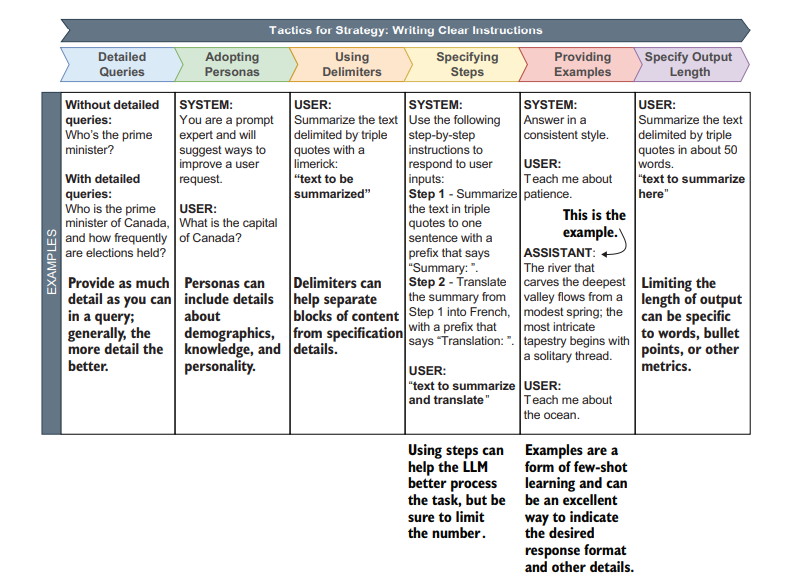 Tactics for Strategy: Writing Clear Instructions
Detailed
Queries
Adopting
Personas
Using
Delimiters
Specifying
Steps
Providing
Examples
Specify Output
Length
EXAMPLES
Without detailed
queries:
Who's the prime
minister?
With detailed
queries:
Who is the prime
minister of Canada,
and how frequently
are elections held?
Provide as much
detail as you can
in a query;
generally, the
more detail the
better.
SYSTEM:
You are a prompt
expert and will
suggest ways to
improve a user
request.
USER:
What is the capital
of Canada?
Personas can
include details
about
demographics,
knowledge, and
personality.
USER:
Summarize the text
delimited by triple
quotes with a
limerick:
“text to be
summarized”
Delimiters can
help separate
blocks of content
from specification
details.
SYSTEM:
Use the following
step-by-step
instructions to
respond to user
inputs:
Step 1 - Summarize
the text in triple
quotes to one
sentence with a
prefix that says
“Summary: ”.
Step 2 - Translate
the summary from
Step 1 into French,
with a prefix that
says “Translation: ”.
USER:
“text to summarize
and translate”
Using steps can
help the LLM
better process
the task, but be
sure to limit
the number.
SYSTEM:
Answer in a
consistent style.
USER:
Teach me about
patience.
This is the
example.
ASSISTANT:
The river that
carves the deepest
valley flows from a
modest spring; the
most intricate
tapestry begins with
a solitary thread.
USER:
Teach me about
the ocean.
Examples are a
form of few-shot
learning and can
be an excellent
way to indicate
the desired
response format
and other details.
USER:
Summarize the text
delimited by triple
quotes in about 50
words.
“text to summarize
here”
Limiting the
length of output
can be specific
to words, bullet
points, or other
metrics.